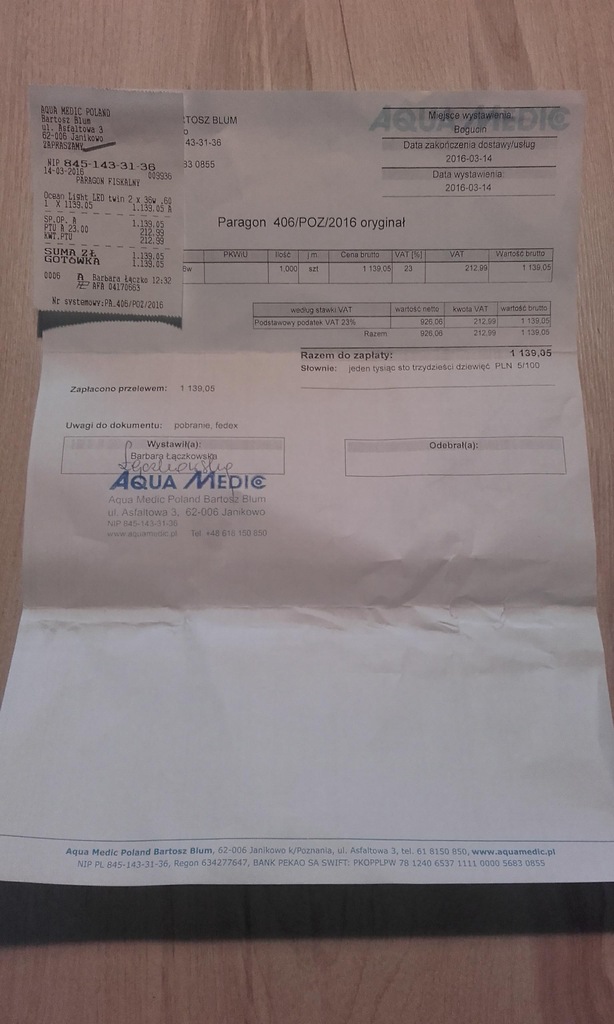 AQUA MEDIC POLAND
Bartosz Blum
ul. Asfaltowa 3
62-006 Janikowo
ZAPRASZAMY
NIP 845-143-31-36
14-03-2016 003936
PARAGON FISKALNY
Ocean Light LED twin 2 x 36w ,60
1 X 1139.05 1.139.05 A
SP.OP. A 1.139.05
PTU A 23.00 212.99
KWT.PTU 212.99
SUMA ZŁ 1.139.05
GOTÓWKA 1.139.05
0006 A Barbara Łączko 12:32
AFA 04170663
Nr systemowy:PA.406/POZ/2016
TOSZ BLUM
o
43-31-36
33 0855
AQUA MEDIC
Miejsce wystawienia:
Bogucin
Data zakończenia dostawy/usług
2016-03-14
Data wystawienia:
2016-03-14
Paragon 406/POZ/2016 oryginał
PKWiU Ilość j.m. Cena brutto VAT [%] VAT Wartość brutto
6w 1,000 szt 1 139,05 23 212,99 1 139,05
według stawki VAT wartość netto kwota VAT wartość brutto
Podstawowy podatek VAT 23% 926,06 212,99 1 139,05
Razem: 926,06 212,99 1 139,05
Razem do zapłaty: 1 139,05
Słownie: jeden tysiąc sto trzydzieści dziewięć PLN 5/100
Zapłacono przelewem: 1 139,05
Uwagi do dokumentu: pobranie, fedex
Wystawił(a):
Barbara Łączkowska
Odebrał(a):
AQUA MEDIC
Aqua Medic Poland Bartosz Blum
ul. Asfaltowa 3, 62-006 Janikowo
NIP 845-143-31-36
www.aquamedic.pl Tel. +48 618 150 850
Aqua Medic Poland Bartosz Blum, 62-006 Janikowo k/Poznania, ul. Asfaltowa 3, tel. 61 8150 850, www.aquamedic.pl
NIP PL 845-143-31-36, Regon 634277647, BANK PEKAO SA SWIFT: PKOPPLPW 78 1240 6537 1111 0000 5683 0855